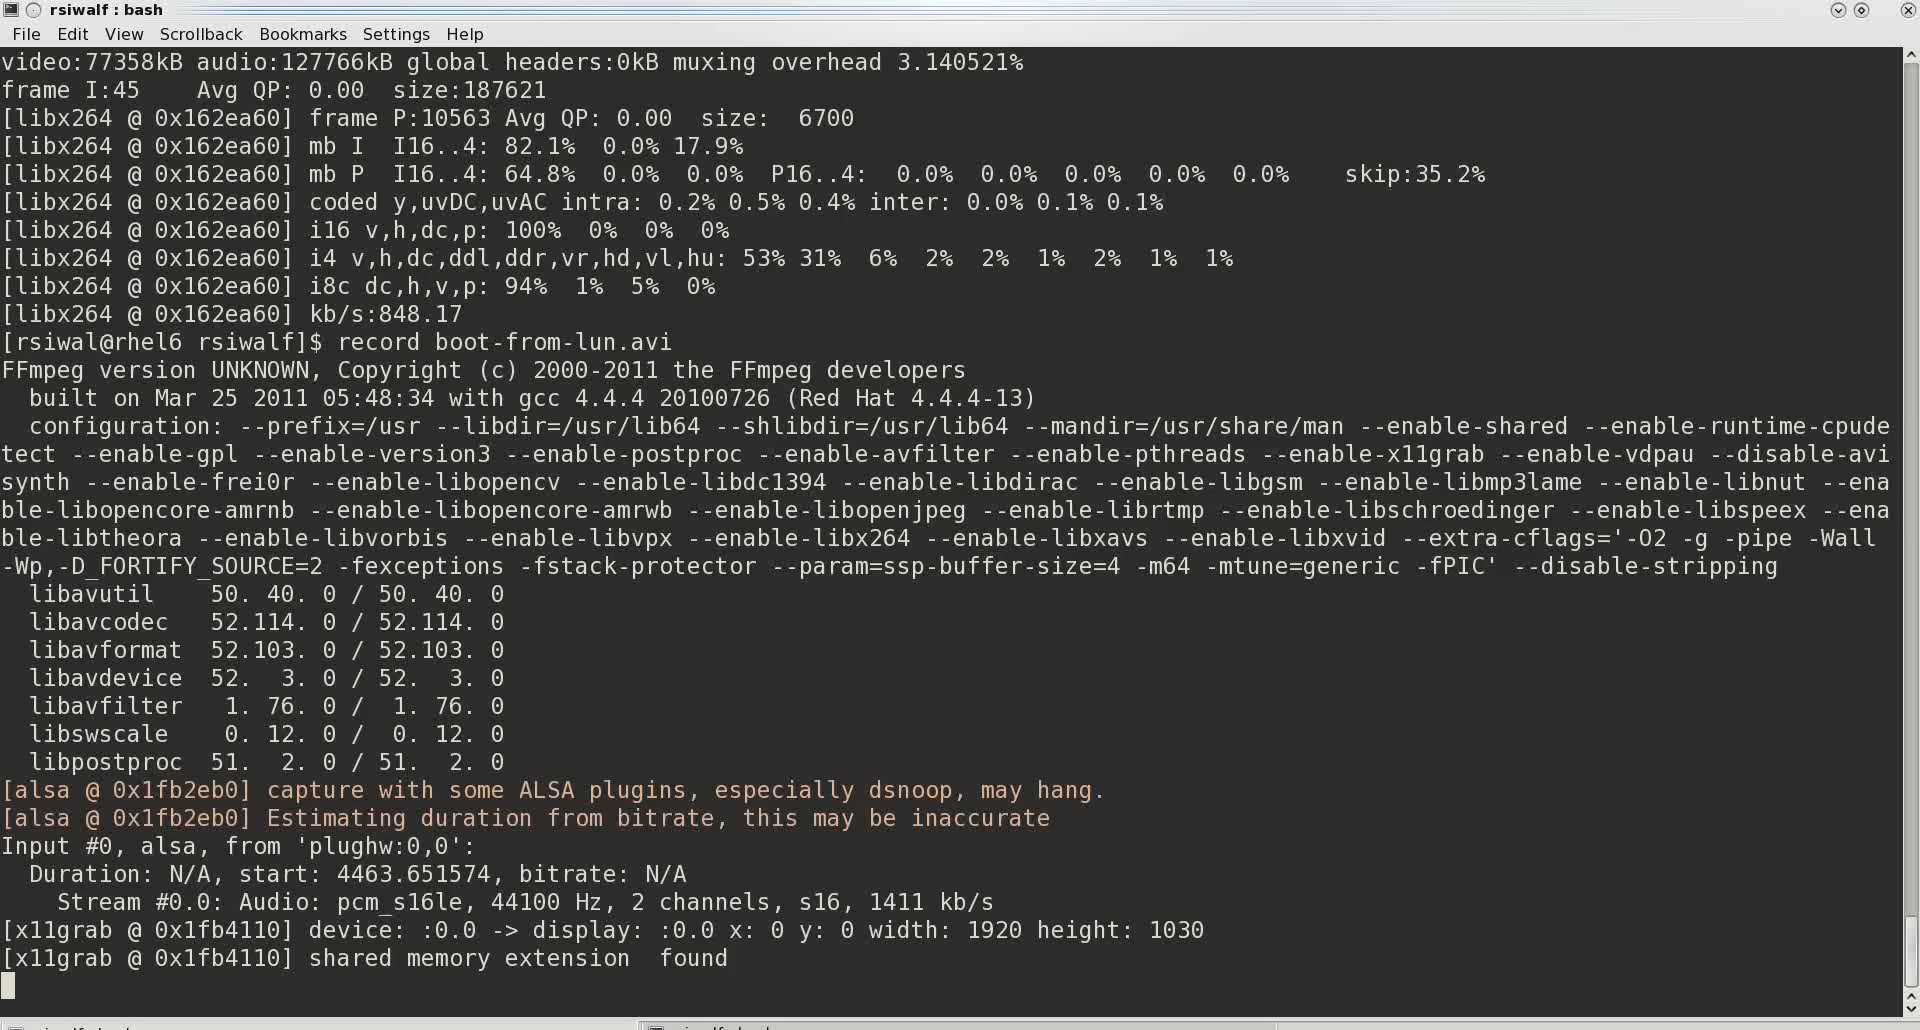 rsiwalf : bash
File Edit View Scrollback Bookmarks Settings Help
video:77358kB audio:127766kB global headers:0kB muxing overhead 3.140521%
frame I:45    Avg QP: 0.00  size:187621
[libx264 @ 0x162ea60] frame P:10563 Avg QP: 0.00  size:  6700
[libx264 @ 0x162ea60] mb I  I16..4: 82.1%  0.0% 17.9%
[libx264 @ 0x162ea60] mb P  I16..4: 64.8%  0.0%  0.0%  P16..4:  0.0%  0.0%  0.0%  0.0%  0.0%    skip:35.2%
[libx264 @ 0x162ea60] coded y,uvDC,uvAC intra: 0.2% 0.5% 0.4% inter: 0.0% 0.1% 0.1%
[libx264 @ 0x162ea60] i16 v,h,dc,p: 100%  0%  0%  0%
[libx264 @ 0x162ea60] i4 v,h,dc,ddl,ddr,vr,hd,vl,hu: 53% 31%  6%  2%  2%  1%  2%  1%  1%
[libx264 @ 0x162ea60] i8c dc,h,v,p: 94%  1%  5%  0%
[libx264 @ 0x162ea60] kb/s:848.17
[rsiwal@rhel6 rsiwalf]$ record boot-from-lun.avi
FFmpeg version UNKNOWN, Copyright (c) 2000-2011 the FFmpeg developers
  built on Mar 25 2011 05:48:34 with gcc 4.4.4 20100726 (Red Hat 4.4.4-13)
  configuration: --prefix=/usr --libdir=/usr/lib64 --shlibdir=/usr/lib64 --mandir=/usr/share/man --enable-shared --enable-runtime-cpude
tect --enable-gpl --enable-version3 --enable-postproc --enable-avfilter --enable-pthreads --enable-x11grab --enable-vdpau --disable-avi
synth --enable-frei0r --enable-libopencv --enable-libdc1394 --enable-libdirac --enable-libgsm --enable-libmp3lame --enable-libnut --ena
ble-libopencore-amrnb --enable-libopencore-amrwb --enable-libopenjpeg --enable-librtmp --enable-libschroedinger --enable-libspeex --ena
ble-libtheora --enable-libvorbis --enable-libvpx --enable-libx264 --enable-libxavs --enable-libxvid --extra-cflags='-O2 -g -pipe -Wall
-Wp,-D_FORTIFY_SOURCE=2 -fexceptions -fstack-protector --param=ssp-buffer-size=4 -m64 -mtune=generic -fPIC' --disable-stripping
  libavutil    50. 40. 0 / 50. 40. 0
  libavcodec   52.114. 0 / 52.114. 0
  libavformat  52.103. 0 / 52.103. 0
  libavdevice  52.  3. 0 / 52.  3. 0
  libavfilter   1. 76. 0 /  1. 76. 0
  libswscale    0. 12. 0 /  0. 12. 0
  libpostproc  51.  2. 0 / 51.  2. 0
[alsa @ 0x1fb2eb0] capture with some ALSA plugins, especially dsnoop, may hang.
[alsa @ 0x1fb2eb0] Estimating duration from bitrate, this may be inaccurate
Input #0, alsa, from 'plughw:0,0':
  Duration: N/A, start: 4463.651574, bitrate: N/A
    Stream #0.0: Audio: pcm_s16le, 44100 Hz, 2 channels, s16, 1411 kb/s
[x11grab @ 0x1fb4110] device: :0.0 -> display: :0.0 x: 0 y: 0 width: 1920 height: 1030
[x11grab @ 0x1fb4110] shared memory extension  found